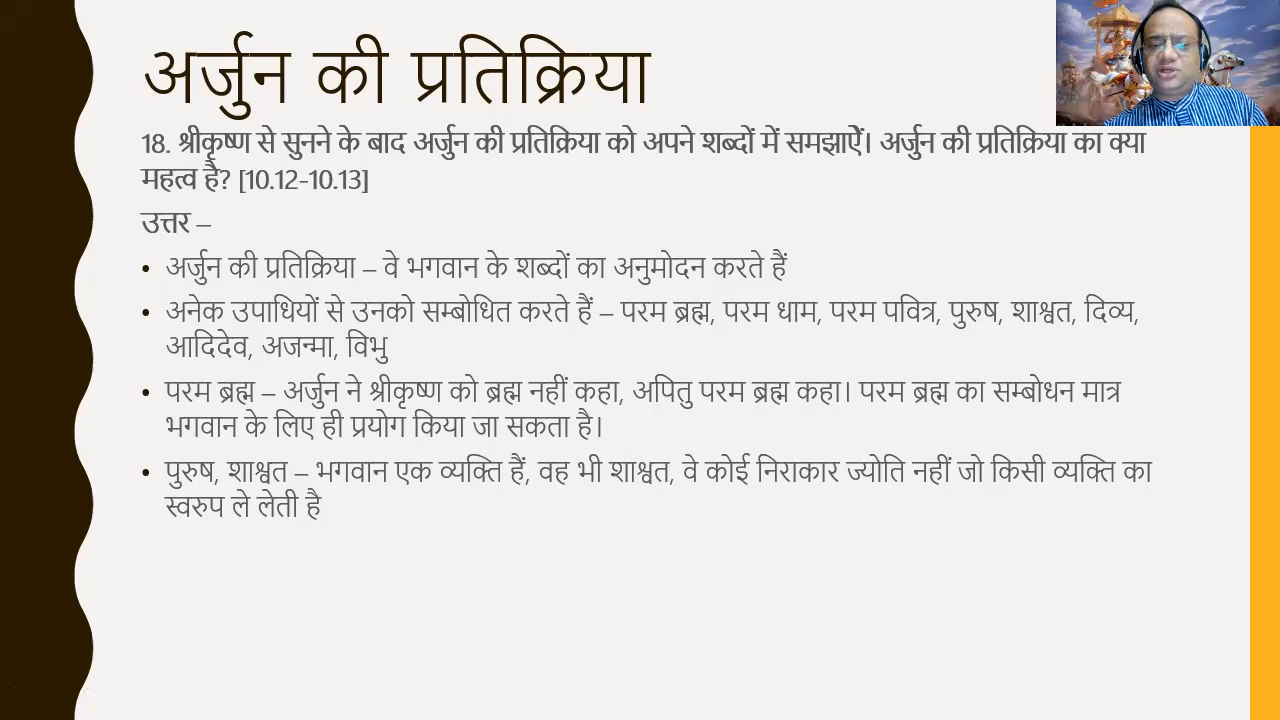 अर्जुन की प्रतिक्रिया
18. श्रीकृष्ण से सुनने के बाद अर्जुन की प्रतिक्रिया को अपने शब्दों में समझाऐं। अर्जुन की प्रतिक्रिया का क्या
महत्व है? [10.12-10.13]
उत्तर –
• अर्जुन की प्रतिक्रिया – वे भगवान के शब्दों का अनुमोदन करते हैं
• अनेक उपाधियों से उनको सम्बोधित करते हैं – परम ब्रह्म, परम धाम, परम पवित्र, पुरुष, शाश्वत, दिव्य,
आदिदेव, अजन्मा, विभु
• परम ब्रह्म – अर्जुन ने श्रीकृष्ण को ब्रह्म नहीं कहा, अपितु परम ब्रह्म कहा। परम ब्रह्म का सम्बोधन मात्र
भगवान के लिए ही प्रयोग किया जा सकता है।
• पुरुष, शाश्वत – भगवान एक व्यक्ति हैं, वह भी शाश्वत, वे कोई निराकार ज्योति नहीं जो किसी व्यक्ति का
स्वरुप ले लेती है